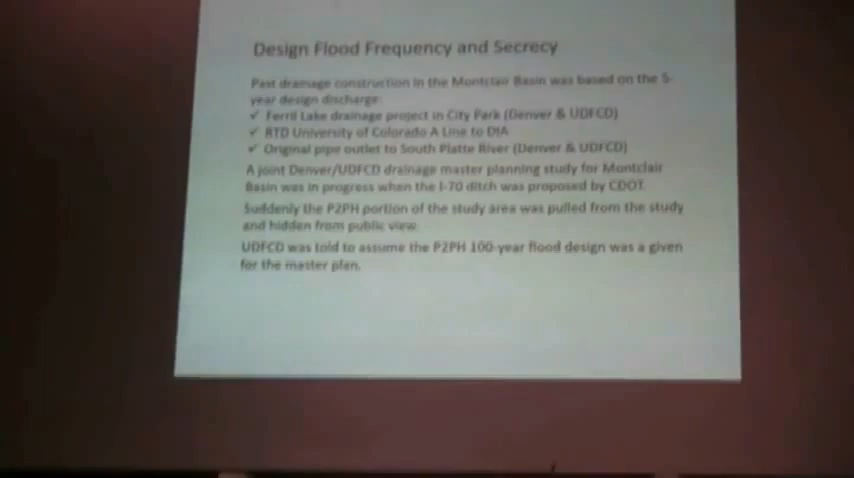 Design Flood Frequency and Secrecy
Past drainage construction in the Montclair Basin was based on the 5-
year design discharge:
✓ Ferril Lake drainage project in City Park (Denver & UDFCD)
✓ RTD University of Colorado A Line to DIA
✓ Original pipe outlet to South Platte River (Denver & UDFCD)
A joint Denver/UDFCD drainage master planning study for Montclair
Basin was in progress when the I-70 ditch was proposed by CDOT.
Suddenly the P2PH portion of the study area was pulled from the study
and hidden from public view.
UDFCD was told to assume the P2PH 100-year flood design was a given
for the master plan.